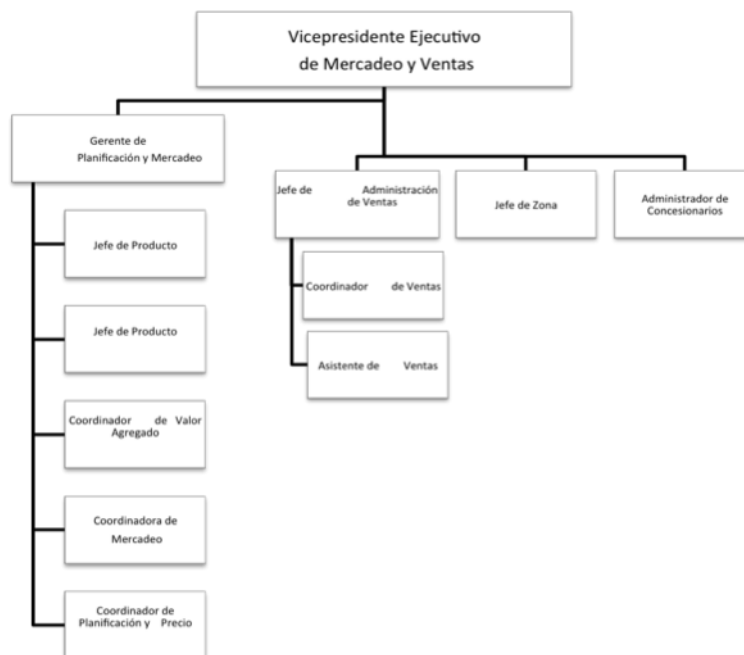 Vicepresidente Ejecutivo
de Mercadeo y Ventas
Gerente de
Planificación y Mercadeo
Jefe de Administración
de Ventas
Jefe de Zona
Administrador de
Concesionarios
Jefe de Producto
Jefe de Producto
Coordinador de Valor
Agregado
Coordinadora de
Mercadeo
Coordinador de
Planificación y Precio
Coordinador de Ventas
Asistente de Ventas